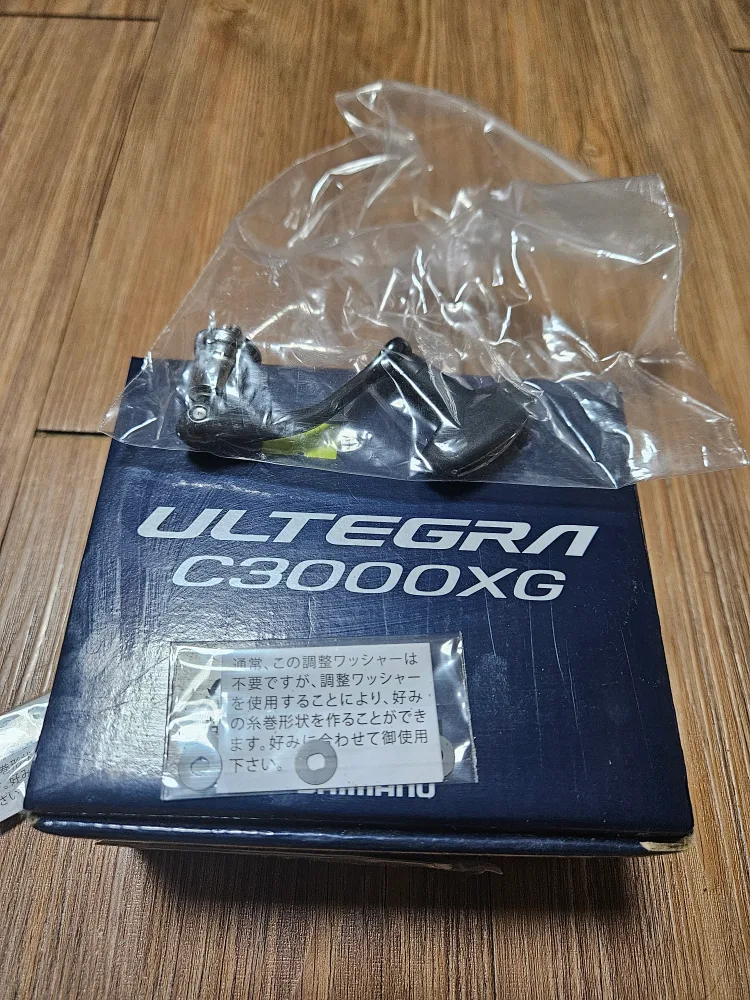 ULTEGRA
C3000XG
通常、この調整ワッシャーは
不要ですが、調整ワッシャー
を使用することにより、好み
の糸巻形状を作ることができ
ます。好みに合わせて御使用
下さい。
SHIMANO